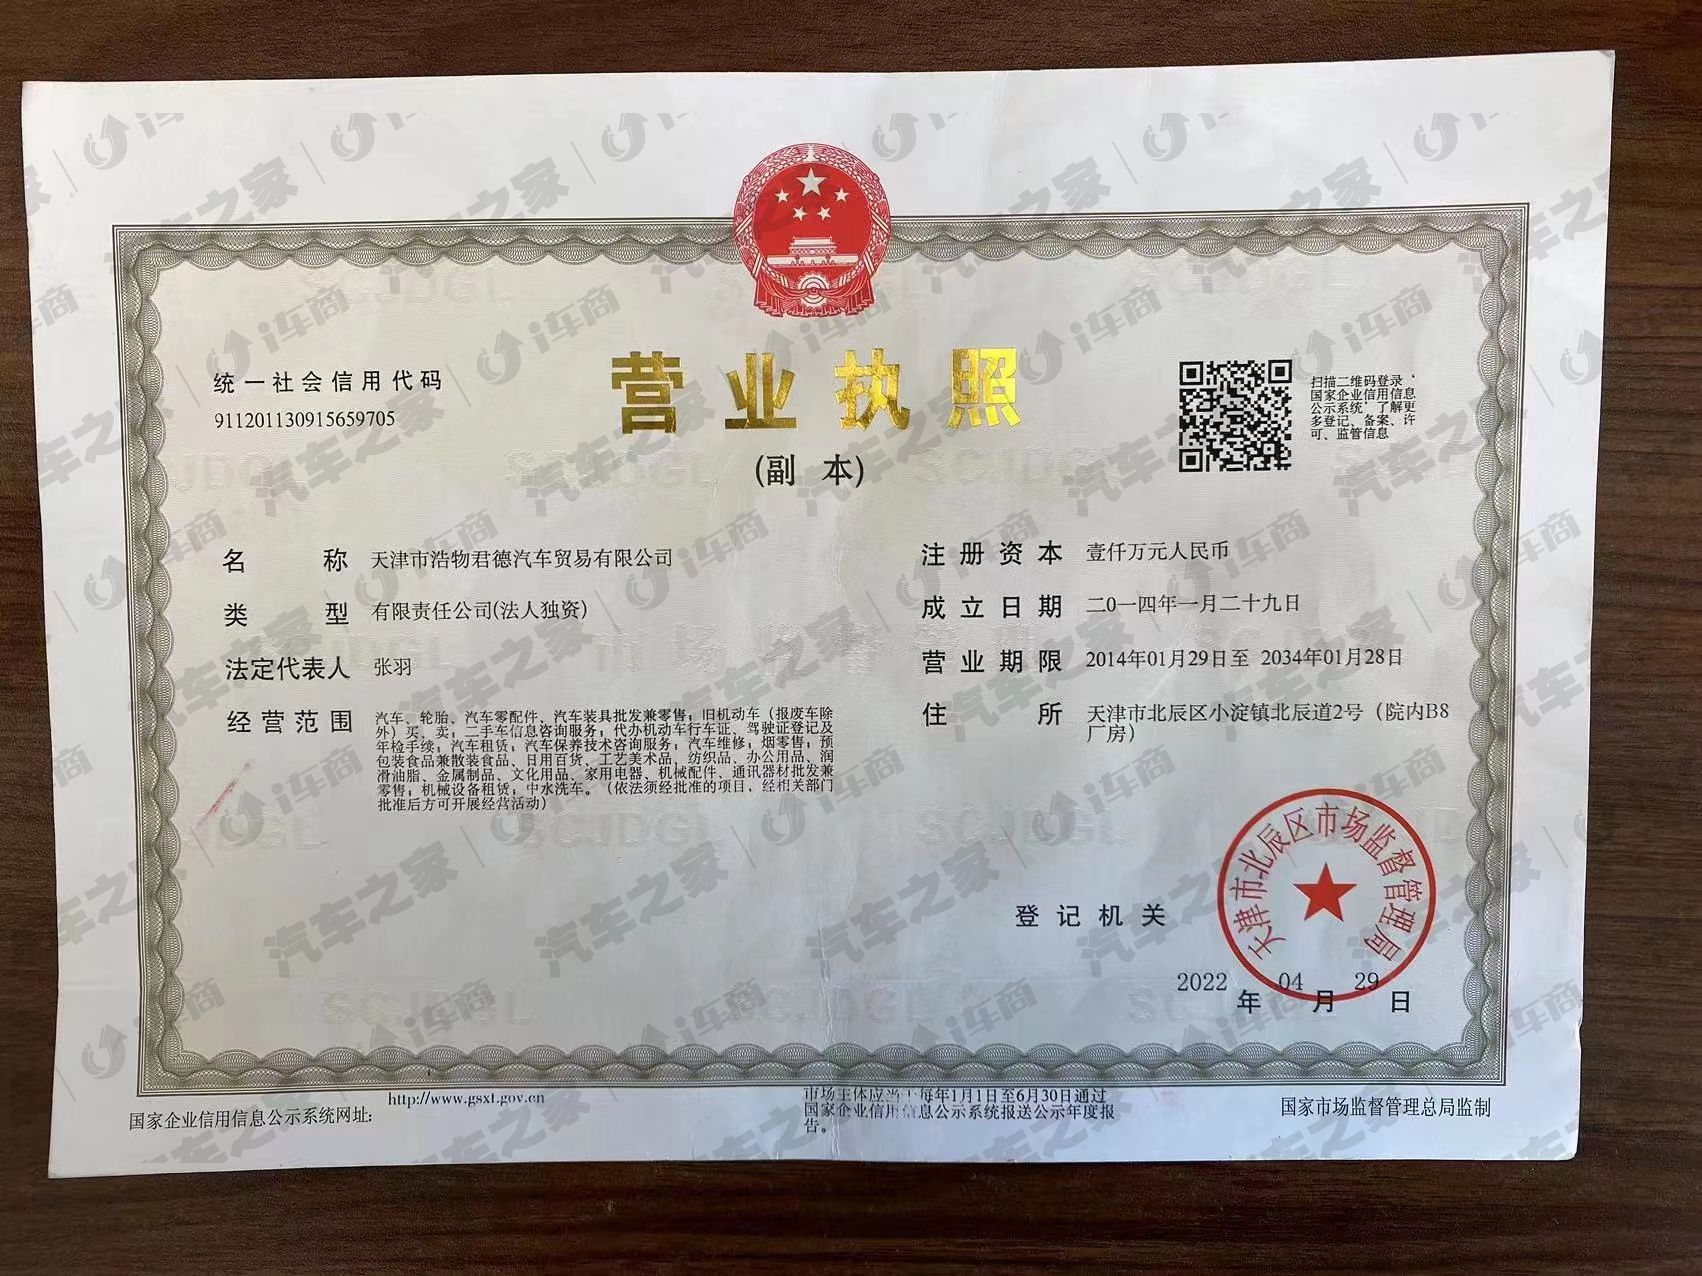 营业执照
(副 本)
统一社会信用代码
911201130915659705
扫描二维码登录'
国家企业信用信息
公示系统'了解更
多登记、备案、许
可、监管信息
名 称 天津市浩物君德汽车贸易有限公司
类 型 有限责任公司(法人独资)
法定代表人 张羽
经营范围 汽车、轮胎、汽车零配件、汽车装具批发兼零售；旧机动车（报废车除
外）买、卖；二手车信息咨询服务；代办机动车行车证、驾驶证登记及
年检手续；汽车租赁；汽车保养技术咨询服务；汽车维修；烟零售；预
包装食品兼散装食品、日用百货、工艺美术品、纺织品、办公用品、润
滑油脂、金属制品、文化用品、家用电器、机械配件、通讯器材批发兼
零售；机械设备租赁；中水洗车。（依法须经批准的项目，经相关部门
批准后方可开展经营活动）
注册资本 壹仟万元人民币
成立日期 二0一四年一月二十九日
营业期限 2014年01月29日至 2034年01月28日
住 所 天津市北辰区小淀镇北辰道2号（院内B8
厂房）
登记机关
天津市北辰区市场监督管理局
2022 年 04 月 29 日
国家企业信用信息公示系统网址:
http://www.gsxt.gov.cn
市场主体应当于每年1月1日至6月30日通过
国家企业信用信息公示系统报送公示年度报
告。
国家市场监督管理总局监制
汽车之家 | i车商
SCJDGL